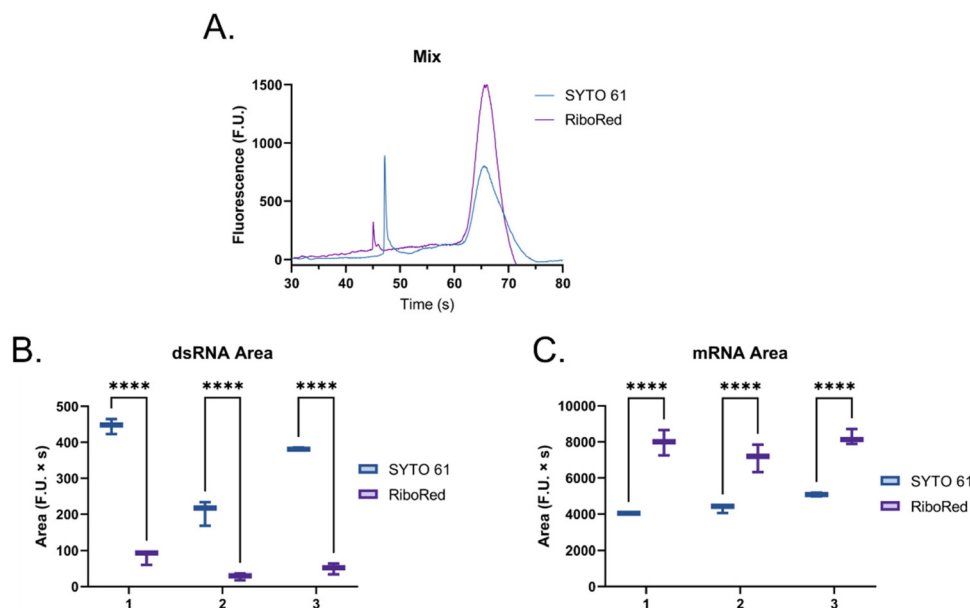 A.
Mix
1500
1000
500
0
Fluorescence (F.U.)
30 40 50 60 70 80
Time (s)
SYTO 61
RiboRed
B.
dsRNA Area
**** **** ****
500
400
300
200
100
0
Area (F.U. × s)
1 2 3
SYTO 61
RiboRed
C.
mRNA Area
**** **** ****
10000
8000
6000
4000
2000
0
Area (F.U. × s)
1 2 3
SYTO 61
RiboRed